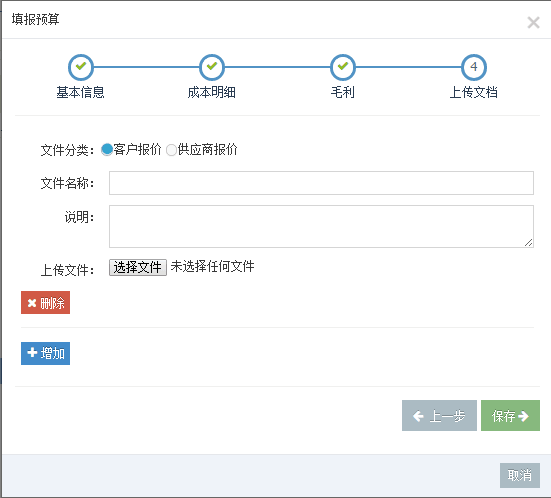 填报预算
4
基本信息 成本明细 毛利 上传文档
文件分类： 客户报价 供应商报价
文件名称：
说明：
上传文件： 选择文件 未选择任何文件
删除
增加
上一步 保存
取消